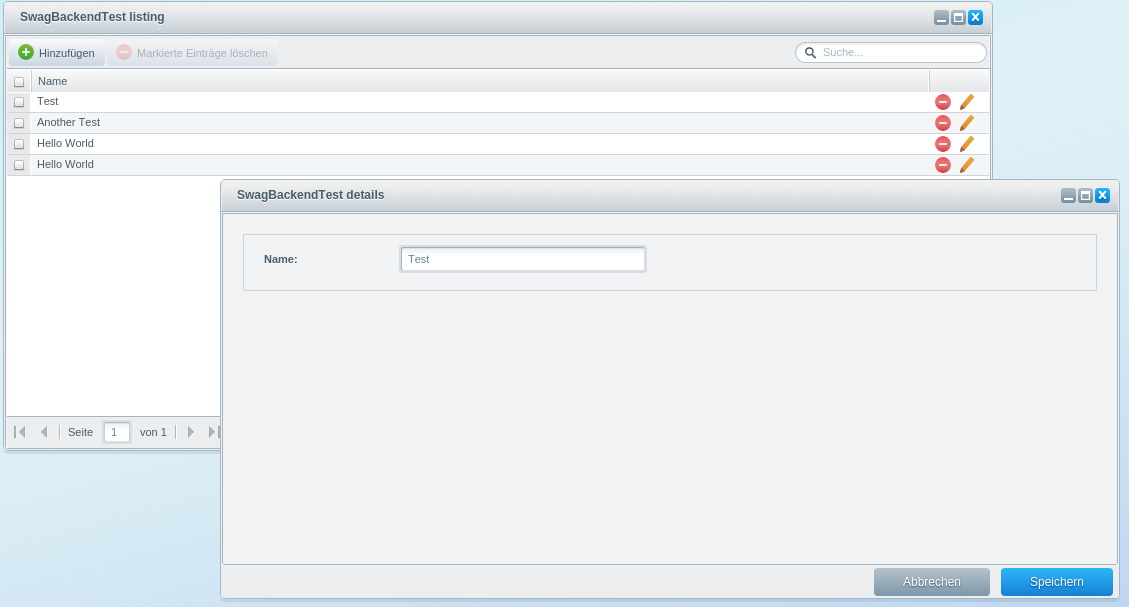 SwagBackendTest listing
Hinzufügen Markierte Einträge löschen Suche...
Name
Test
Another Test
Hello World
Hello World
SwagBackendTest details
Name: Test
Seite 1 von 1
Abbrechen Speichern